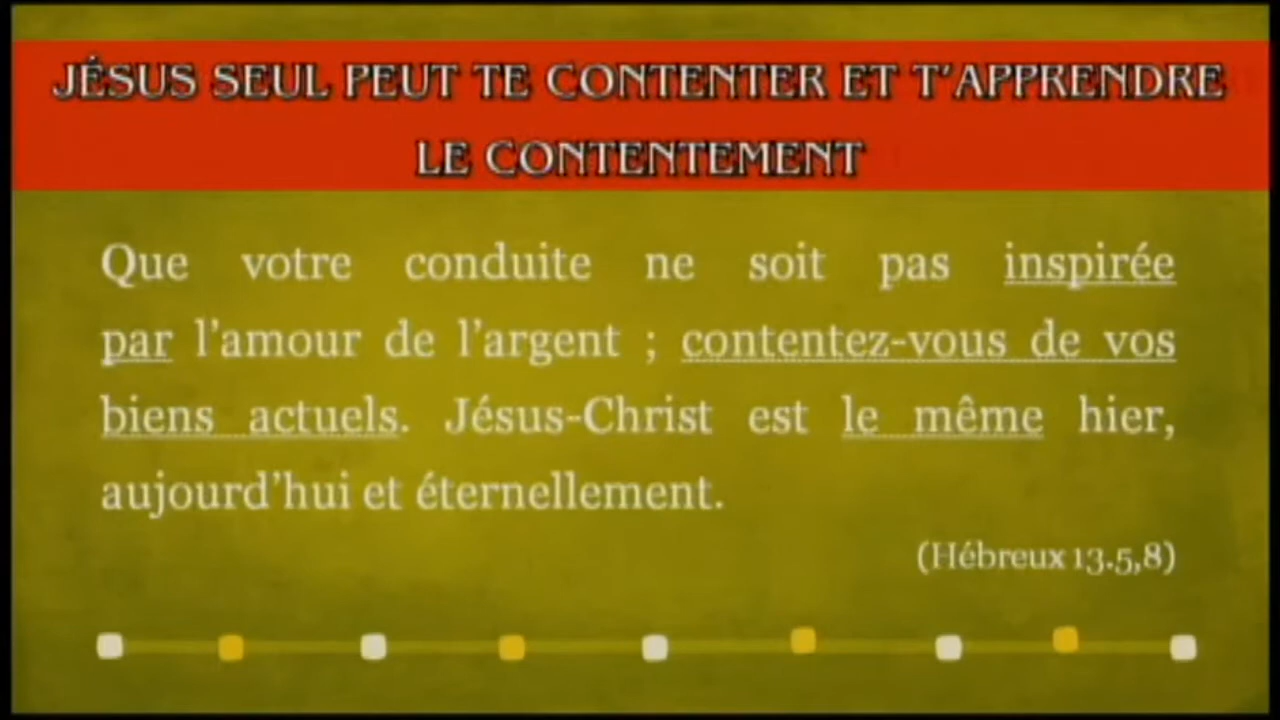 JÉSUS SEUL PEUT TE CONTENTER ET T'APPRENDRE
LE CONTENTEMENT
Que votre conduite ne soit pas inspirée
par l'amour de l'argent ; contentez-vous de vos
biens actuels. Jésus-Christ est le même hier,
aujourd'hui et éternellement.
(Hébreux 13.5,8)